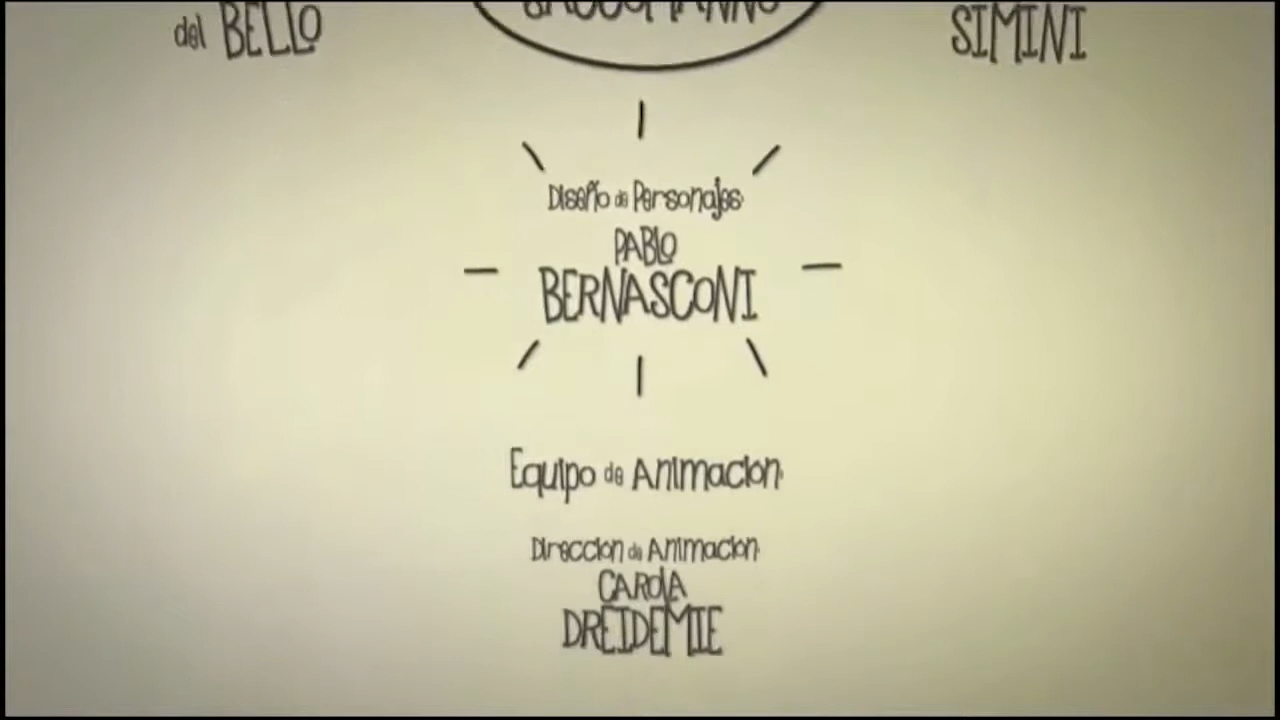 del BELLO
SIMINI
Diseño de Personajes
PABLO
BERNASCONI
Equipo de Animacion
Direccion de Animacion
CAROLA
DREIDEMIE